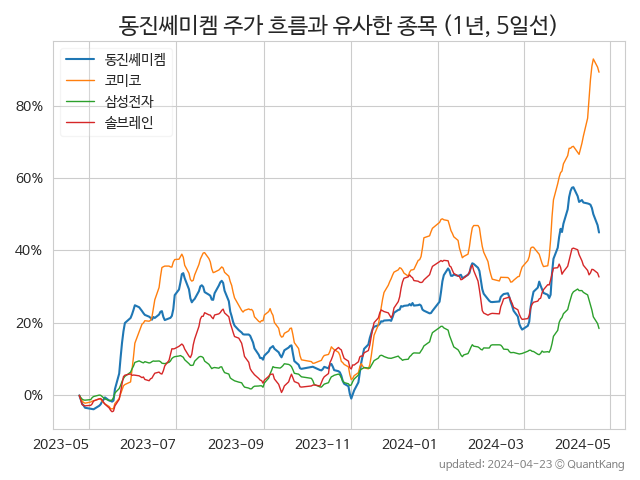 동진쎄미켐 주가 흐름과 유사한 종목 (1년, 5일선)
동진쎄미켐
코미코
삼성전자
솔브레인
80%
60%
40%
20%
0%
2023-05 2023-07 2023-09 2023-11 2024-01 2024-03 2024-05
updated: 2024-04-23 © QuantKang